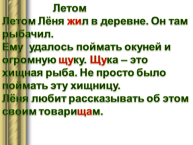 Летом
Летом Лёня жил в деревне. Он там
рыбачил.
Ему удалось поймать окуней и
огромную щуку. Щука – это
хищная рыба. Не просто было
поймать эту хищницу.
Лёня любит рассказывать об этом
своим товарищам.